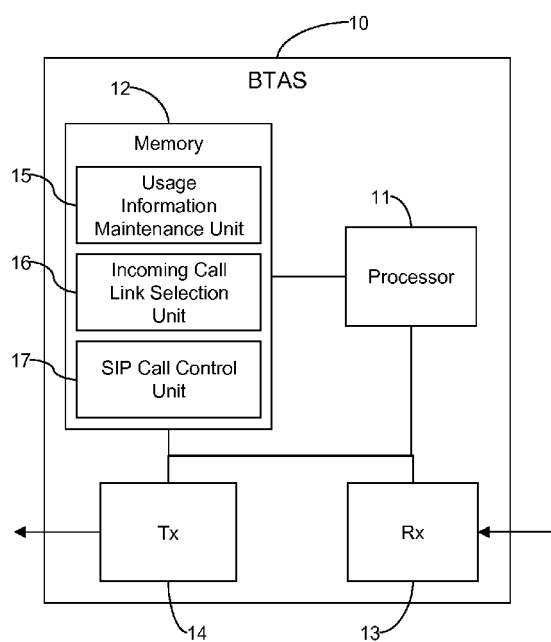 10
BTAS
12
Memory
15
Usage
Information
Maintenance Unit
11
Processor
16
Incoming Call
Link Selection
Unit
17
SIP Call Control
Unit
Tx
Rx
14
13